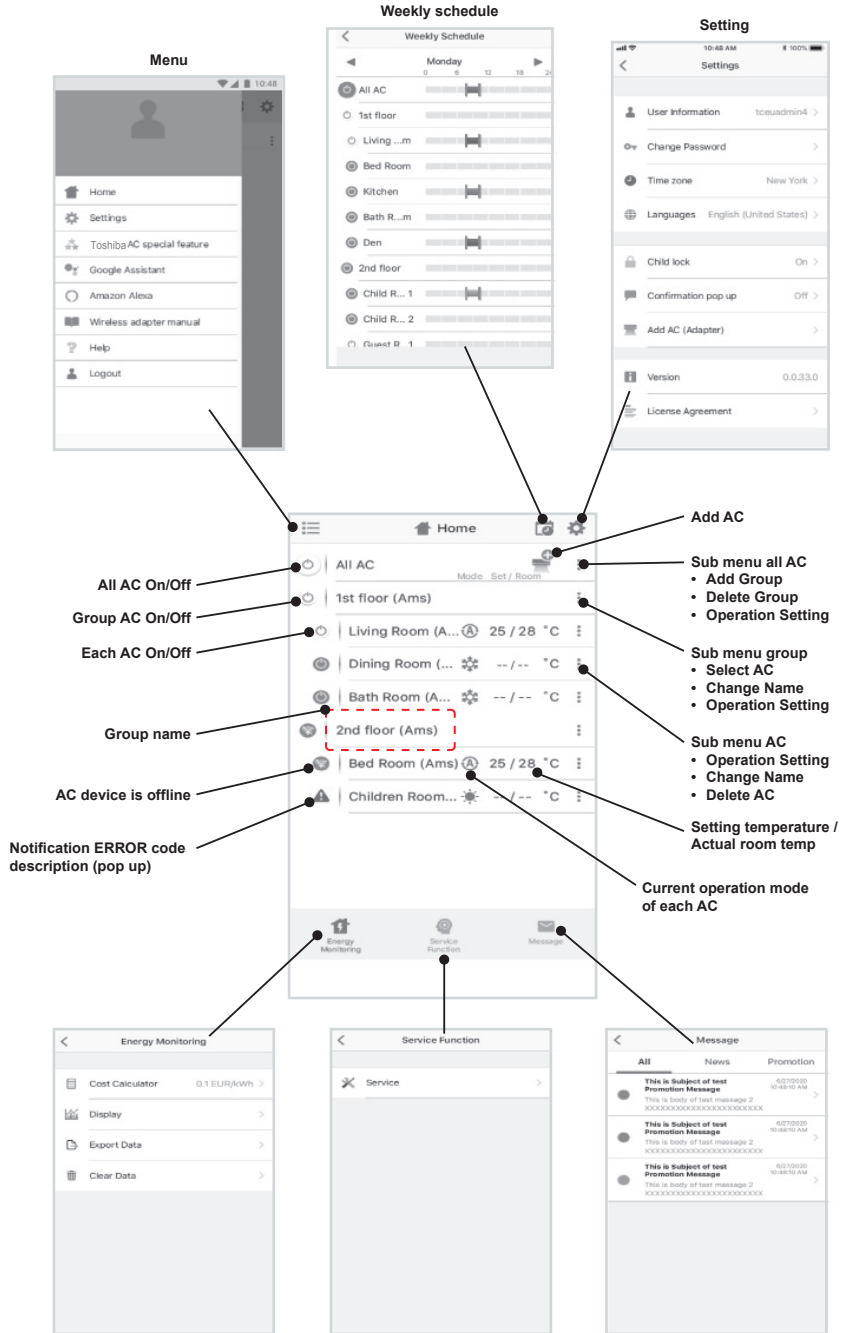 Weekly schedule
Weekly Schedule
Monday
0 6 12 18 24
All AC
1st floor
Living ...m
Bed Room
Kitchen
Bath R...m
Den
2nd floor
Child R... 1
Child R... 2
Guest R 1
Menu
10:48
Home
Settings
Toshiba AC special feature
Google Assistant
Amazon Alexa
Wireless adapter manual
Help
Logout
Setting
10:48 AM 100%
Settings
User Information tceuadmin4 >
Change Password >
Time zone New York >
Languages English (United States) >
Child lock On >
Confirmation pop up Off >
Add AC (Adapter) >
Version 0.0.33.0
License Agreement >
Home
All AC
Mode Set / Room
1st floor (Ams)
Living Room (A... A 25 / 28 °C
Dining Room (... -- / -- °C
Bath Room (A... -- / -- °C
2nd floor (Ams)
Bed Room (Ams) A 25 / 28 °C
Children Room... -- / -- °C
Energy
Monitoring
Service
Function
Message
All AC On/Off
Group AC On/Off
Each AC On/Off
Group name
AC device is offline
Notification ERROR code
description (pop up)
Add AC
Sub menu all AC
• Add Group
• Delete Group
• Operation Setting
Sub menu group
• Select AC
• Change Name
• Operation Setting
Sub menu AC
• Operation Setting
• Change Name
• Delete AC
Setting temperature /
Actual room temp
Current operation mode
of each AC
Energy Monitoring
Cost Calculator 0.1 EUR/kWh >
Display >
Export Data >
Clear Data >
Service Function
Service >
Message
All News Promotion
This is Subject of test 6/27/2020
Promotion Message 10:48:10 AM
This is body of test massage 2
XXXXXXXXXXXXXXXXXXXXXXX
This is Subject of test 6/27/2020
Promotion Message 10:48:10 AM
This is body of test massage 2
XXXXXXXXXXXXXXXXXXXXXXX
This is Subject of test 6/27/2020
Promotion Message 10:48:10 AM
This is body of test massage 2
XXXXXXXXXXXXXXXXXXXXXXX